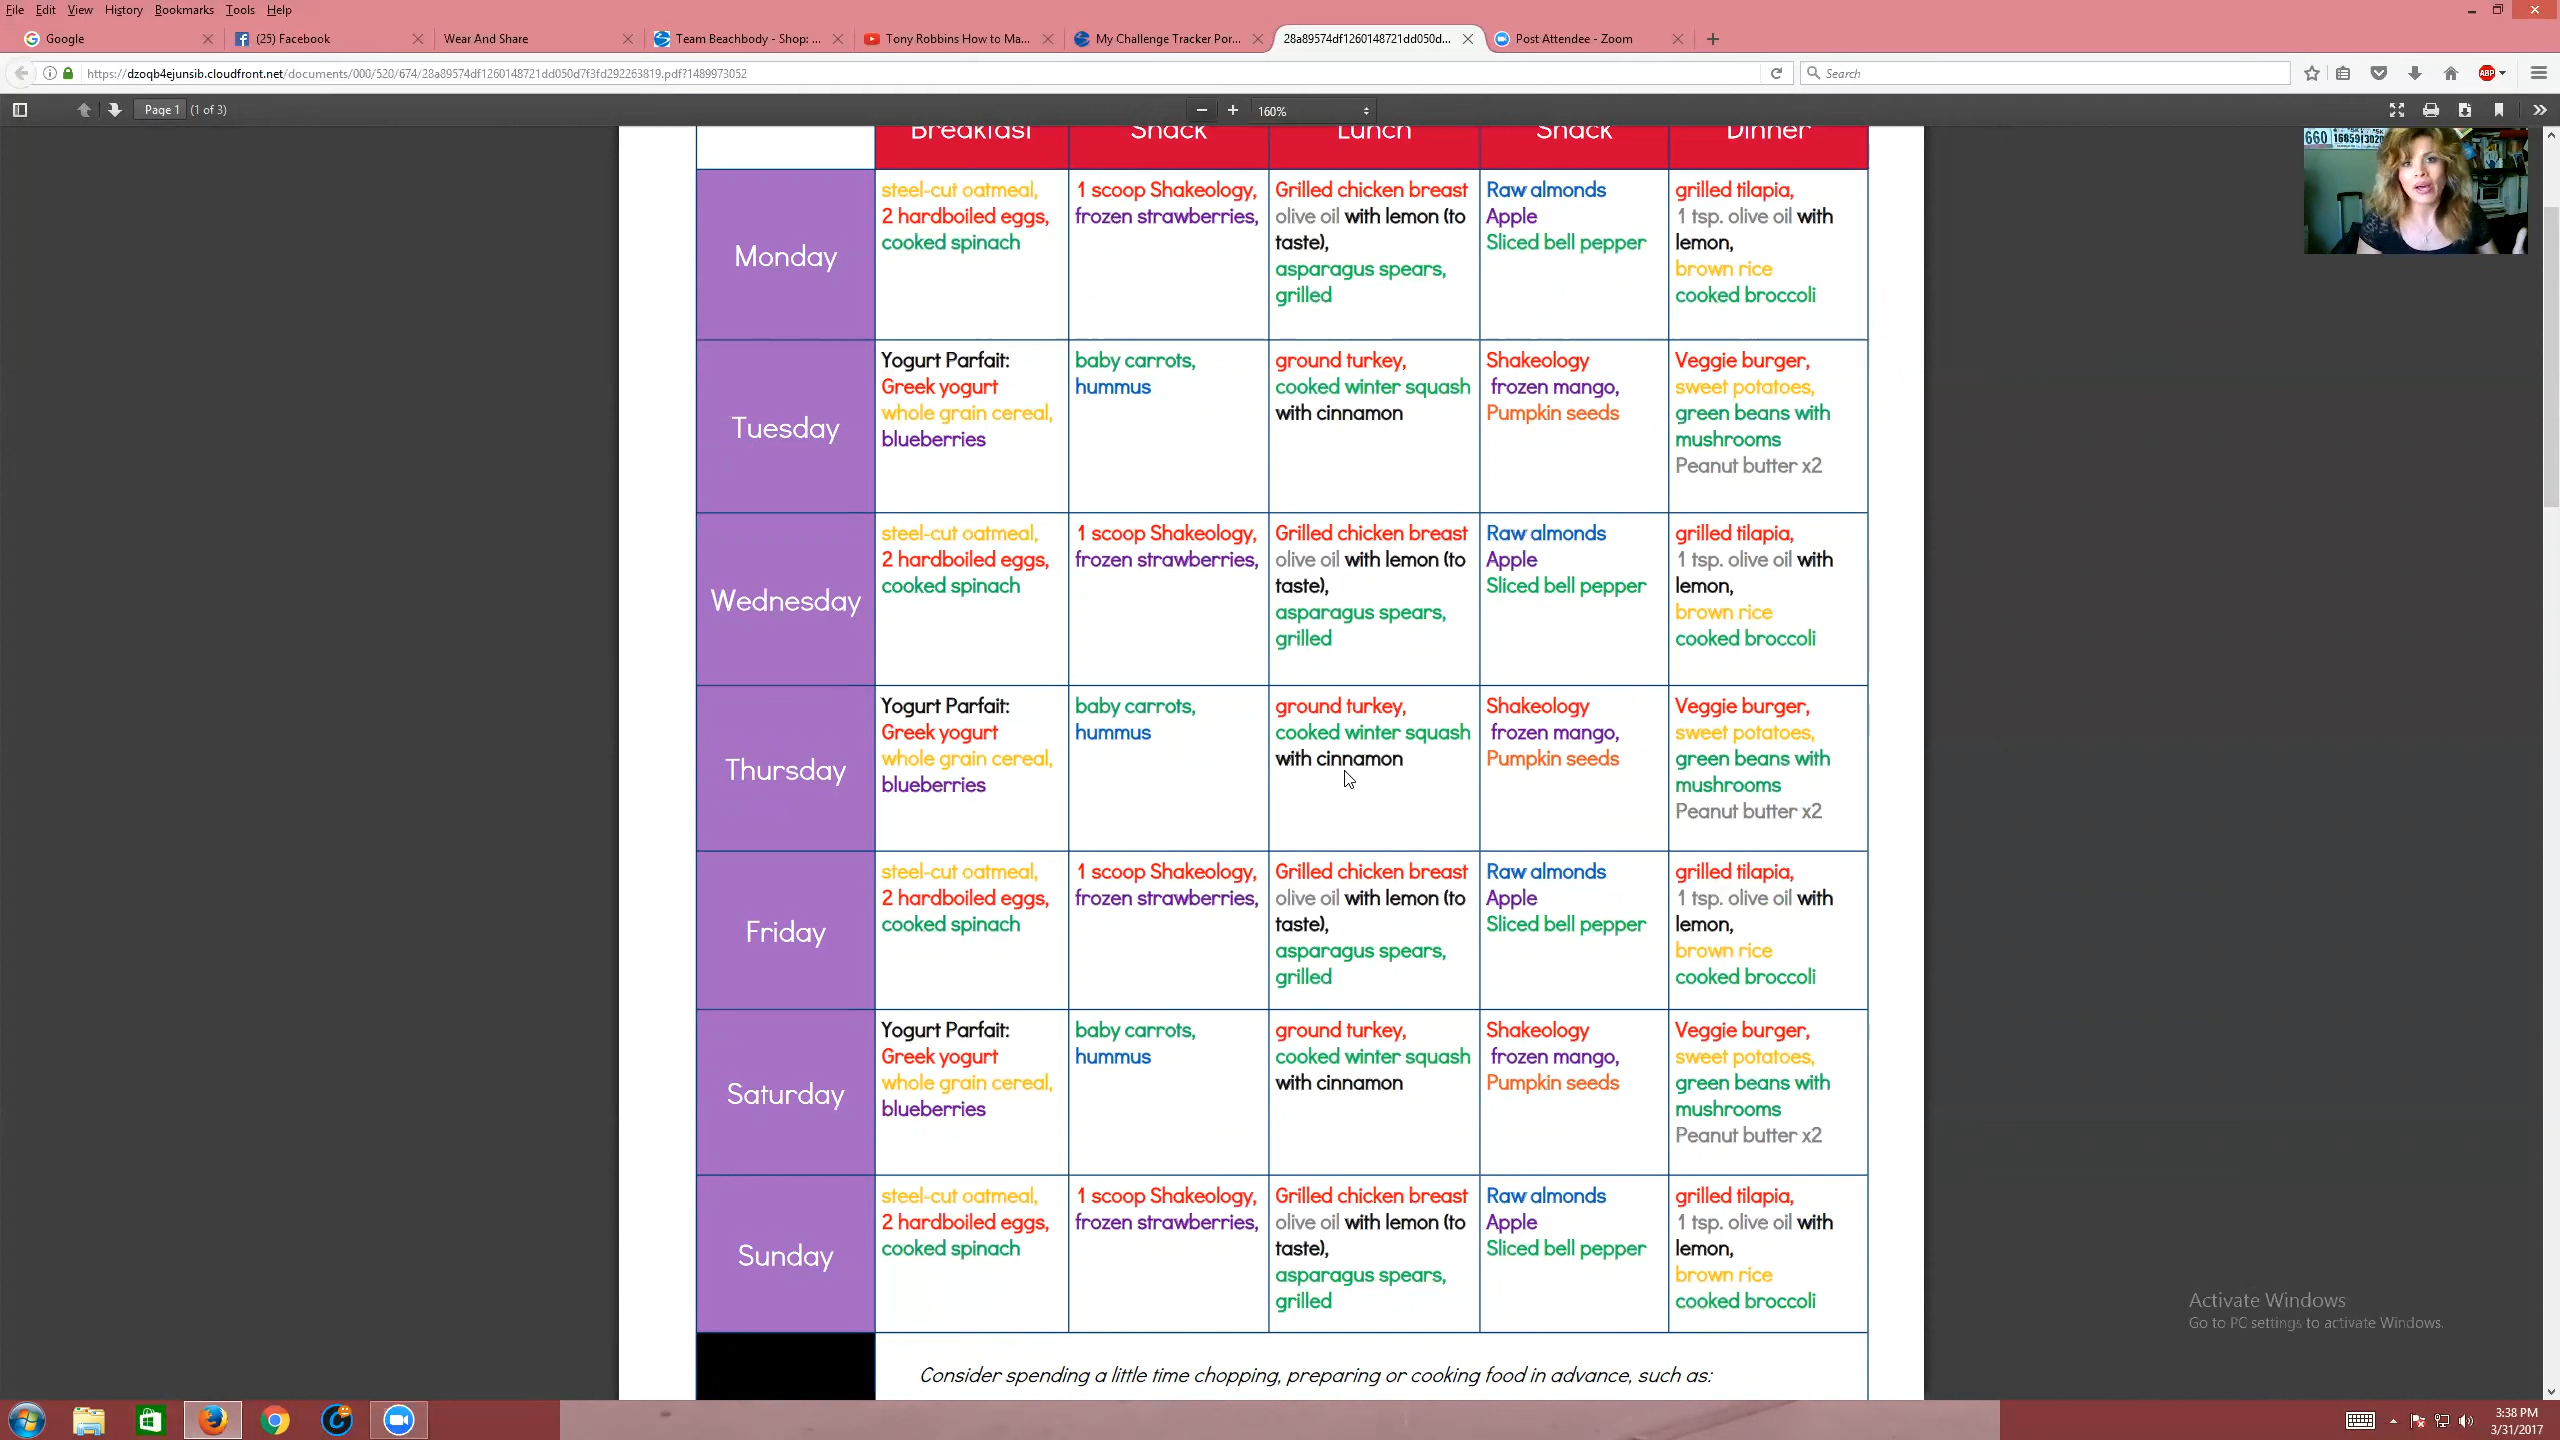 File Edit View History Bookmarks Tools Help
Google (25) Facebook Wear And Share Team Beachbody - Shop: ... Tony Robbins How to Ma... My Challenge Tracker Por... 28a89574df1260148721dd050d... Post Attendee - Zoom
https://dzoqb4ejunsib.cloudfront.net/documents/000/520/674/28a89574df1260148721dd050d7f3fd292263819.pdf?1489973052 Search ABP
Page 1 (1 of 3) 160%
Breakfast Snack Lunch Snack Dinner
660 1685913020
Monday
steel-cut oatmeal,
2 hardboiled eggs,
cooked spinach
1 scoop Shakeology,
frozen strawberries,
Grilled chicken breast
olive oil with lemon (to
taste),
asparagus spears,
grilled
Raw almonds
Apple
Sliced bell pepper
grilled tilapia,
1 tsp. olive oil with
lemon,
brown rice
cooked broccoli
Tuesday
Yogurt Parfait:
Greek yogurt
whole grain cereal,
blueberries
baby carrots,
hummus
ground turkey,
cooked winter squash
with cinnamon
Shakeology
frozen mango,
Pumpkin seeds
Veggie burger,
sweet potatoes,
green beans with
mushrooms
Peanut butter x2
Wednesday
steel-cut oatmeal,
2 hardboiled eggs,
cooked spinach
1 scoop Shakeology,
frozen strawberries,
Grilled chicken breast
olive oil with lemon (to
taste),
asparagus spears,
grilled
Raw almonds
Apple
Sliced bell pepper
grilled tilapia,
1 tsp. olive oil with
lemon,
brown rice
cooked broccoli
Thursday
Yogurt Parfait:
Greek yogurt
whole grain cereal,
blueberries
baby carrots,
hummus
ground turkey,
cooked winter squash
with cinnamon
Shakeology
frozen mango,
Pumpkin seeds
Veggie burger,
sweet potatoes,
green beans with
mushrooms
Peanut butter x2
Friday
steel-cut oatmeal,
2 hardboiled eggs,
cooked spinach
1 scoop Shakeology,
frozen strawberries,
Grilled chicken breast
olive oil with lemon (to
taste),
asparagus spears,
grilled
Raw almonds
Apple
Sliced bell pepper
grilled tilapia,
1 tsp. olive oil with
lemon,
brown rice
cooked broccoli
Saturday
Yogurt Parfait:
Greek yogurt
whole grain cereal,
blueberries
baby carrots,
hummus
ground turkey,
cooked winter squash
with cinnamon
Shakeology
frozen mango,
Pumpkin seeds
Veggie burger,
sweet potatoes,
green beans with
mushrooms
Peanut butter x2
Sunday
steel-cut oatmeal,
2 hardboiled eggs,
cooked spinach
1 scoop Shakeology,
frozen strawberries,
Grilled chicken breast
olive oil with lemon (to
taste),
asparagus spears,
grilled
Raw almonds
Apple
Sliced bell pepper
grilled tilapia,
1 tsp. olive oil with
lemon,
brown rice
cooked broccoli
Consider spending a little time chopping, preparing or cooking food in advance, such as:
Activate Windows
Go to PC settings to activate Windows.
3:38 PM
3/31/2017